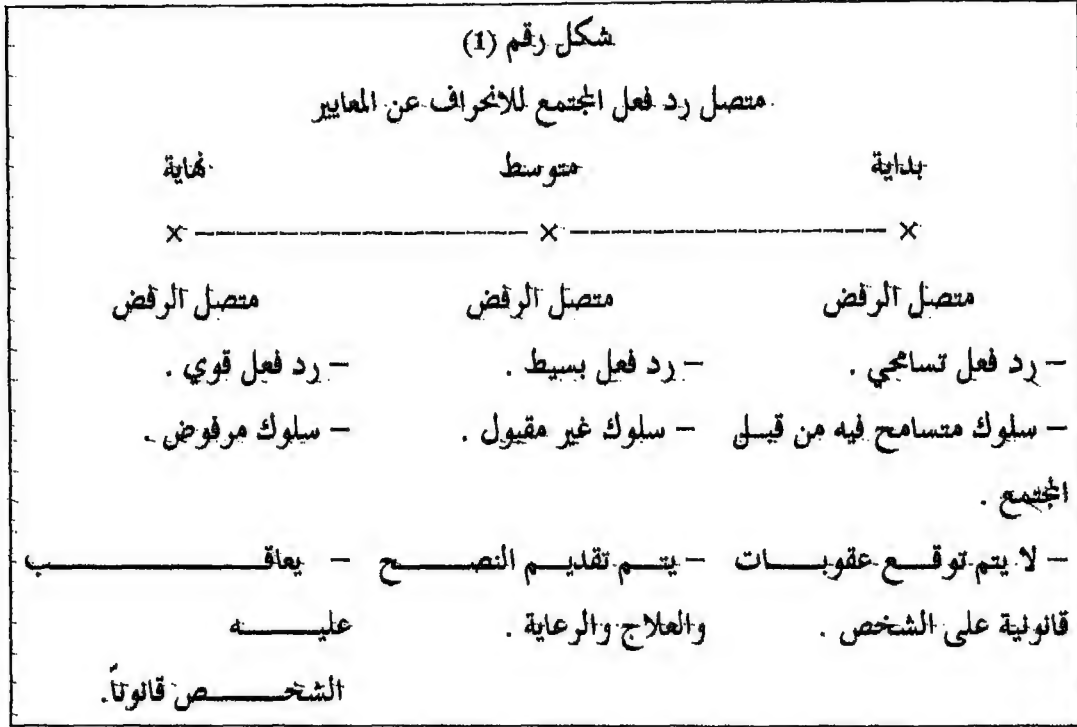 شكل رقم (1)
متصل رد فعل المجتمع للانحراف عن المعايير
بداية متوسط نهاية
× ---------------------- × ---------------------- ×
متصل الرفض متصل الرفض متصل الرفض
– رد فعل تسامحي . – رد فعل بسيط . – رد فعل قوي .
– سلوك متسامح فيه من قبل – سلوك غير مقبول . – سلوك مرفوض .
المجتمع .
– لا يتم توقع عقوبات – يتم تقديم النصح – يعاقب
قانونية على الشخص . والعلاج والرعاية . عليه
الشخص قانوناً.